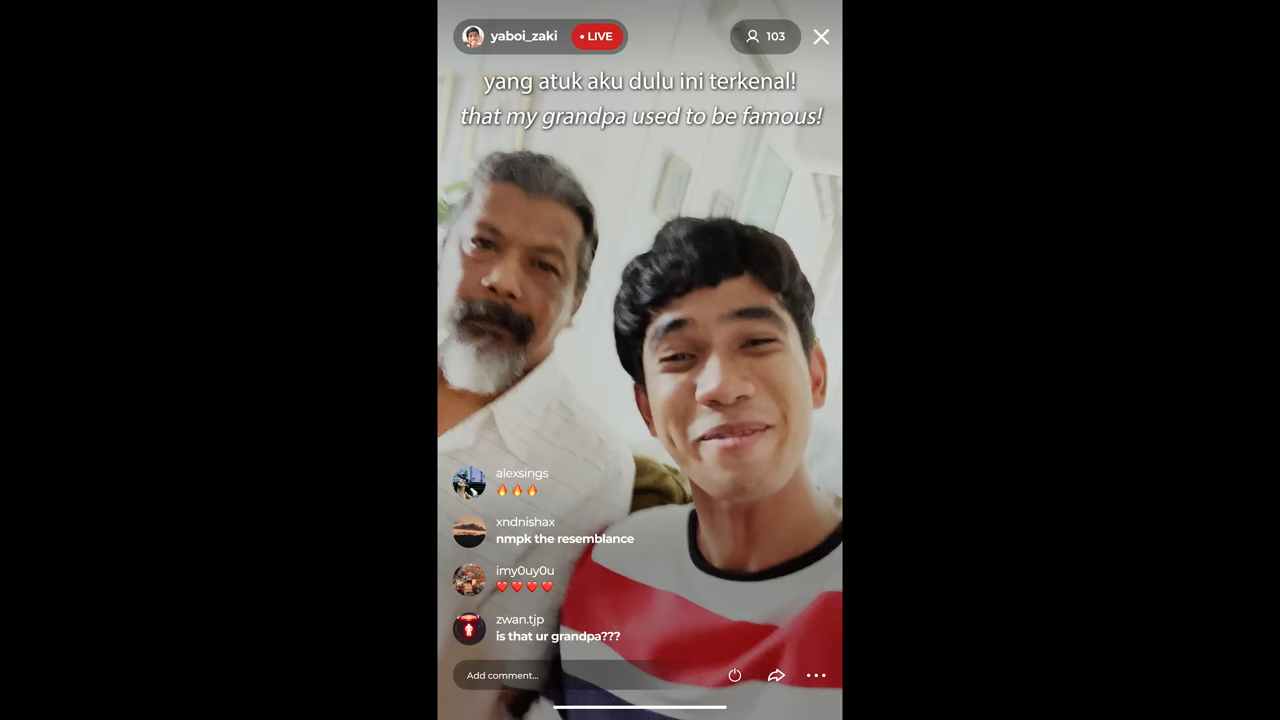 yaboi_zaki
• LIVE
103
yang atuk aku dulu ini terkenal!
that my grandpa used to be famous!
alexsings
🔥 🔥 🔥
xndnishax
nmpk the resemblance
imy0uy0u
❤️ ❤️ ❤️ ❤️
zwan.tjp
is that ur grandpa???
Add comment...